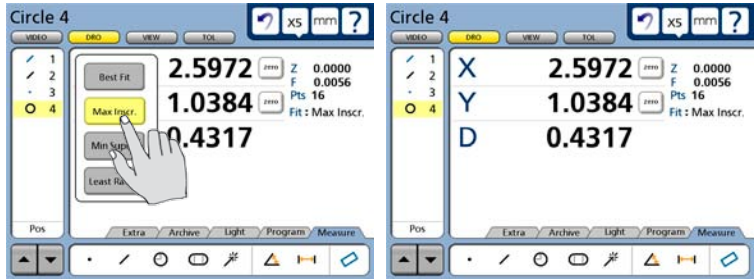 Circle 4
X5 mm ?
VIDEO DRO VIEW TOL
1
2
3
4
Best Fit
Max Inscr.
Min Sup
Least Ra
2.5972 zero Z 0.0000
F 0.0056
1.0384 zero Pts 16
Fit : Max Inscr.
0.4317
Pos
Extra Archive Light Program Measure
Circle 4
X5 mm ?
VIDEO DRO VIEW TOL
1
2
3
4
X 2.5972 zero Z 0.0000
F 0.0056
Y 1.0384 zero Pts 16
Fit : Max Inscr.
D 0.4317
Pos
Extra Archive Light Program Measure